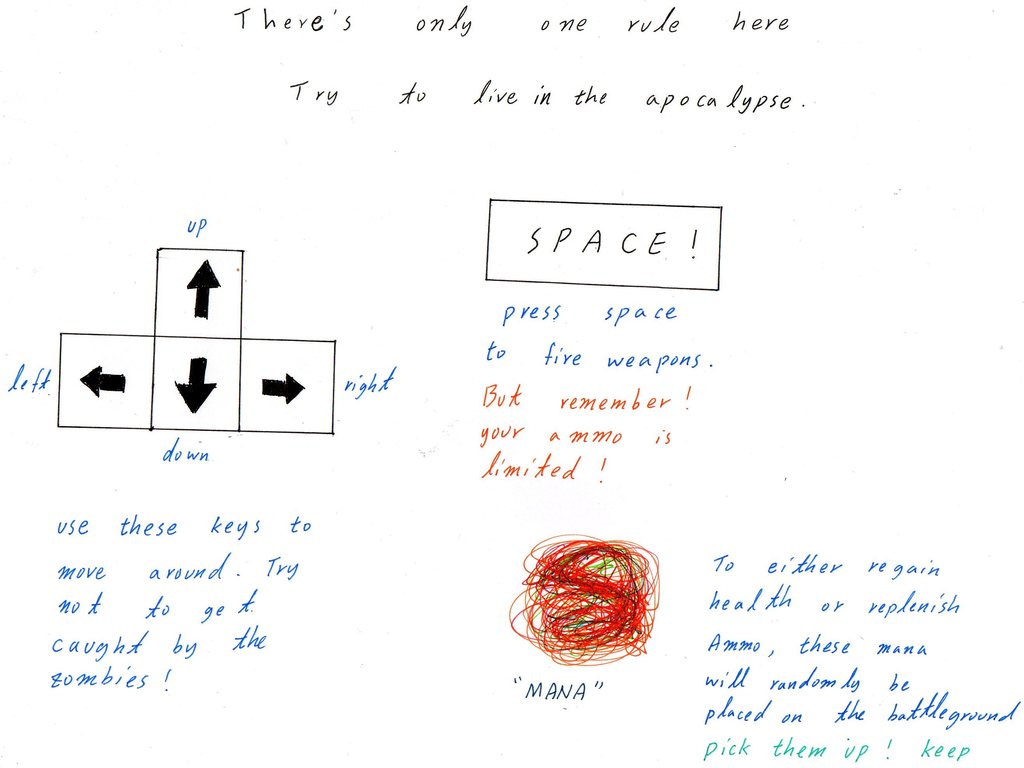 There's only one rule here
Try to live in the apocalypse.
up
left
right
down
use these keys to
move around. Try
not to get
caught by the
zombies!
SPACE!
press space
to fire weapons.
But remember!
your ammo is
limited!
"MANA"
To either regain
health or replenish
Ammo, these mana
will randomly be
placed on the battleground
pick them up! keep